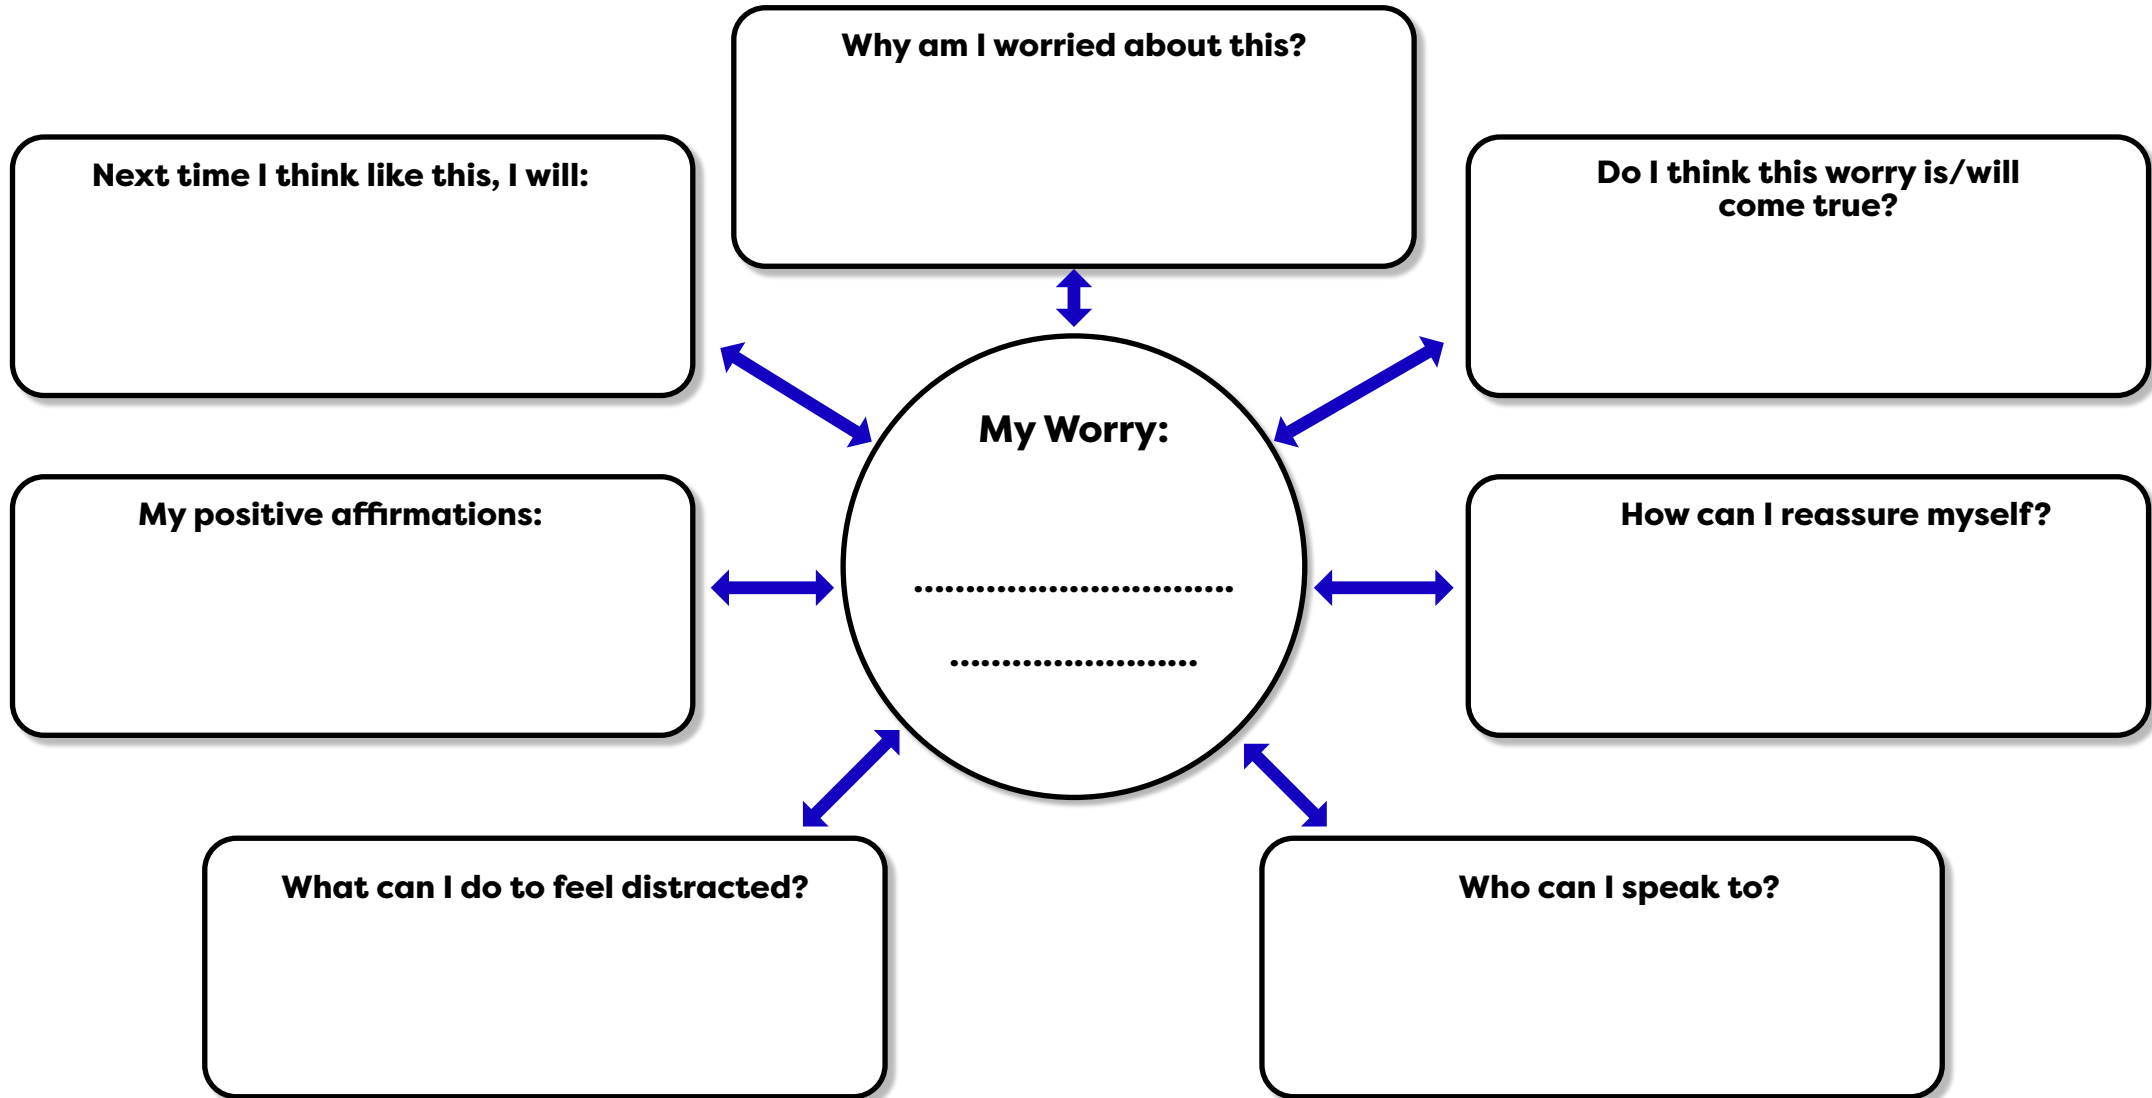 Why am I worried about this?
Next time I think like this, I will:
Do I think this worry is/will
come true?
My Worry:
..............................
.......................
My positive affirmations:
How can I reassure myself?
What can I do to feel distracted?
Who can I speak to?